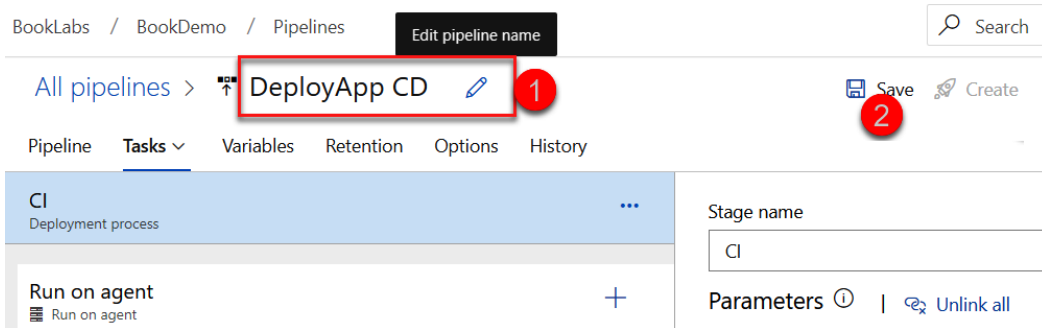 BookLabs / BookDemo / Pipelines
Edit pipeline name
Search
All pipelines > DeployApp CD
1
Save
Create
2
Pipeline Tasks Variables Retention Options History
CI
Deployment process
...
Stage name
CI
Run on agent
Run on agent
+
Parameters | Unlink all